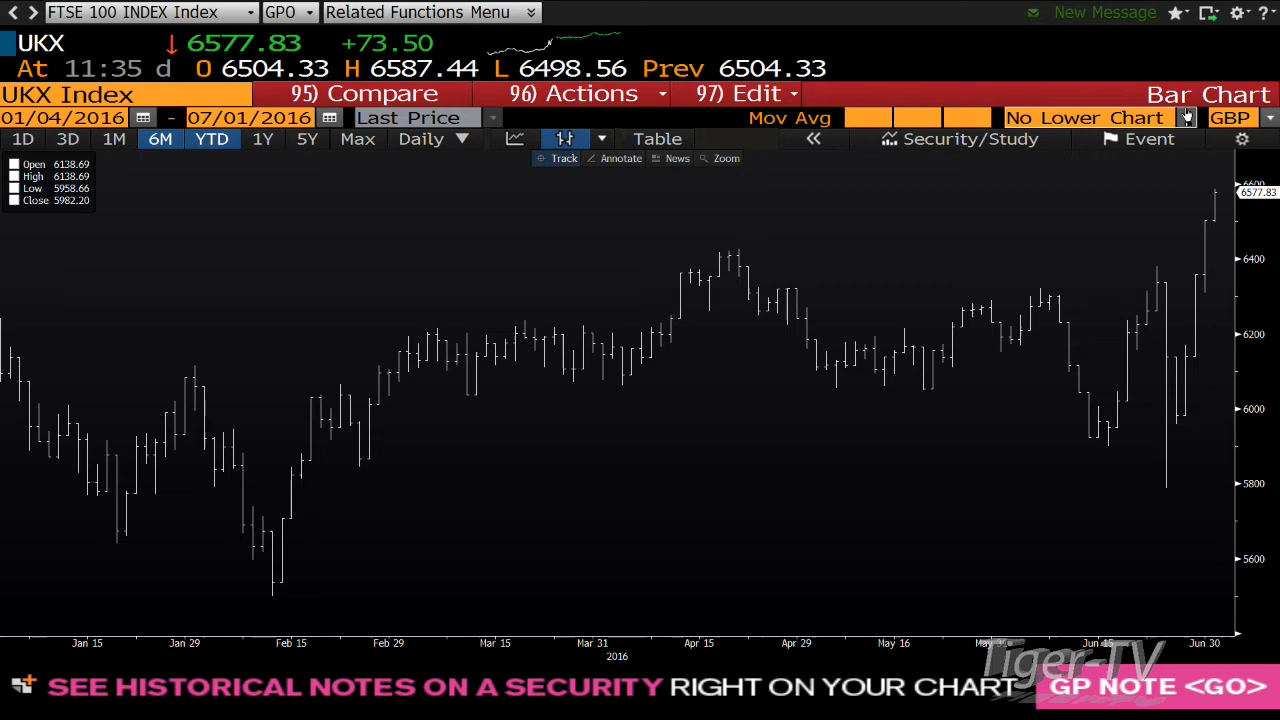 FTSE 100 INDEX Index GPO Related Functions Menu New Message
UKX 6577.83 +73.50
At 11:35 d O 6504.33 H 6587.44 L 6498.56 Prev 6504.33
UKX Index 95) Compare 96) Actions 97) Edit Bar Chart
01/04/2016 - 07/01/2016 Last Price Mov Avg No Lower Chart GBP
1D 3D 1M 6M YTD 1Y 5Y Max Daily Table Security/Study Event
Track Annotate News Zoom
Open 6138.69
High 6138.69
Low 5958.66
Close 5982.20
6600
6577.83
6400
6200
6000
5800
5600
Jan 15 Jan 29 Feb 15 Feb 29 Mar 15 Mar 31 Apr 15 Apr 29 May 16 May 31 Jun 15 Jun 30
2016
Tiger-TV
SEE HISTORICAL NOTES ON A SECURITY RIGHT ON YOUR CHART GP NOTE <GO>